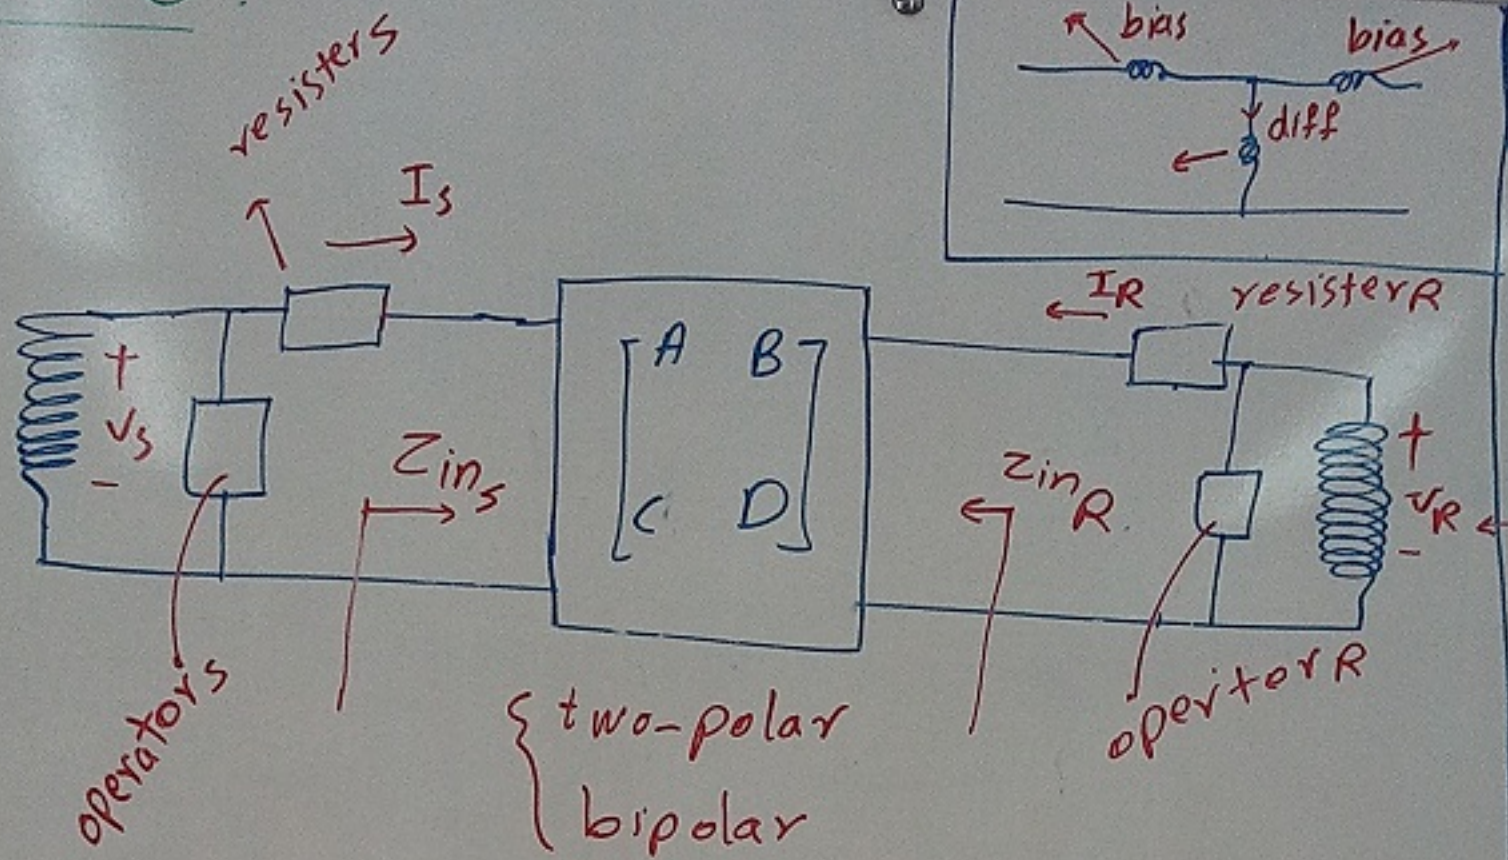 bias
bias
diff
resisters
Is
IR
resisterR
+
Vs
-
Zins
A B
C D
ZinR
+
VR
-
operators
operitorR
two-polar
bipolar